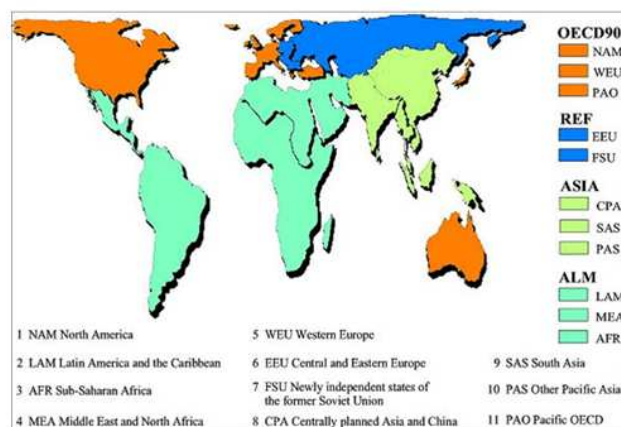 OECD90
NAM
WEU
PAO
REF
EEU
FSU
ASIA
CPA
SAS
PAS
ALM
LAM
MEA
AFR
1 NAM North America
2 LAM Latin America and the Caribbean
3 AFR Sub-Saharan Africa
4 MEA Middle East and North Africa
5 WEU Western Europe
6 EEU Central and Eastern Europe
7 FSU Newly independent states of
the former Soviet Union
8 CPA Centrally planned Asia and China
9 SAS South Asia
10 PAS Other Pacific Asia
11 PAO Pacific OECD